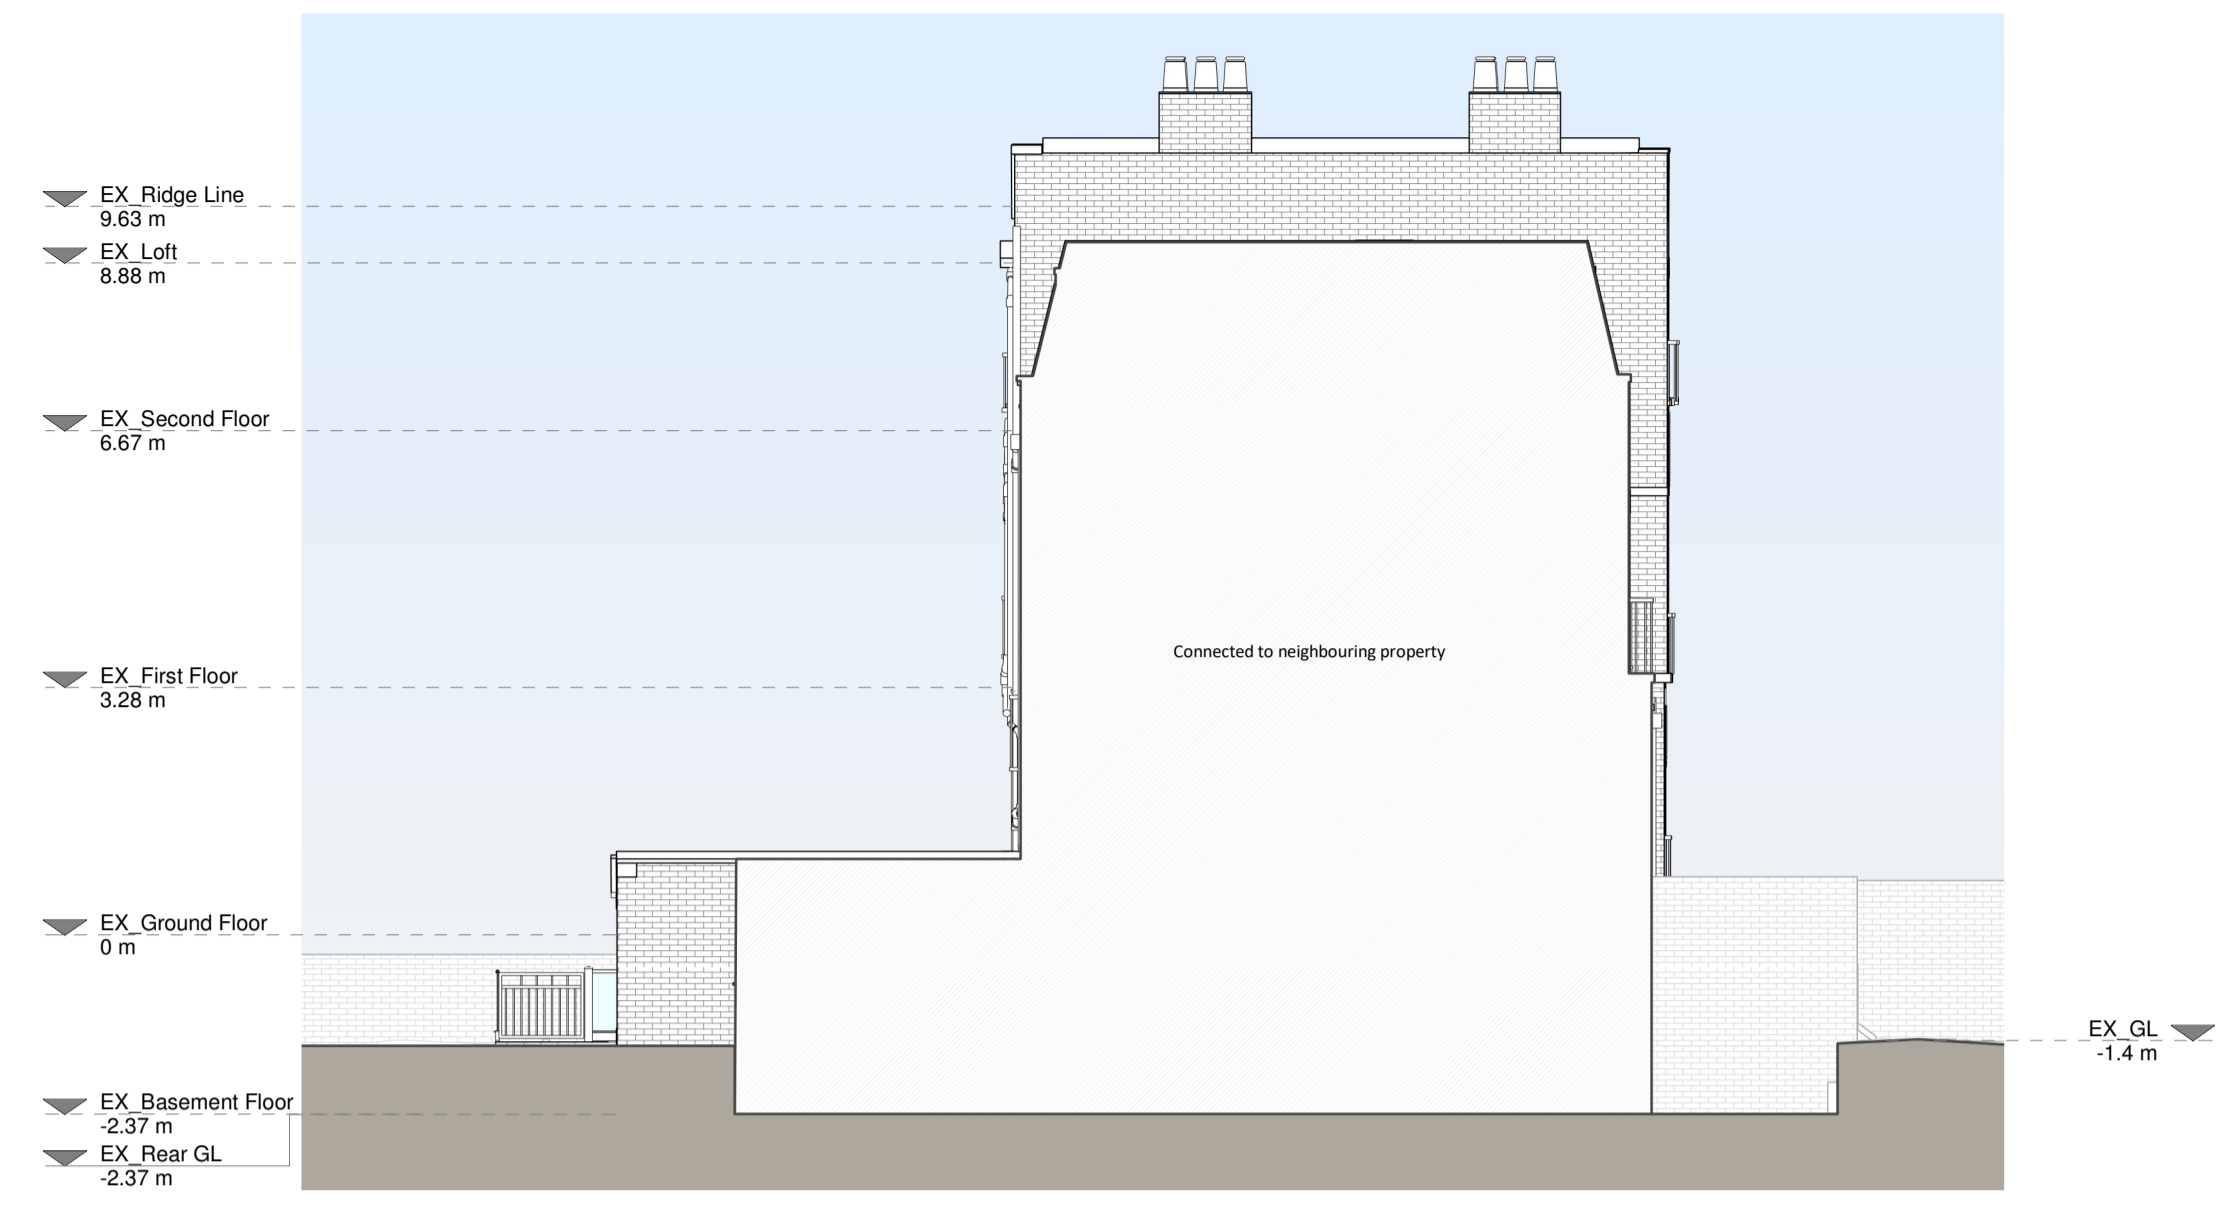 EX_Ridge Line
9.63 m
EX_Loft
8.88 m
EX_Second Floor
6.67 m
Connected to neighbouring property
EX_First Floor
3.28 m
EX_Ground Floor
0 m
EX_GL
-1.4 m
EX_Basement Floor
-2.37 m
EX_Rear GL
-2.37 m